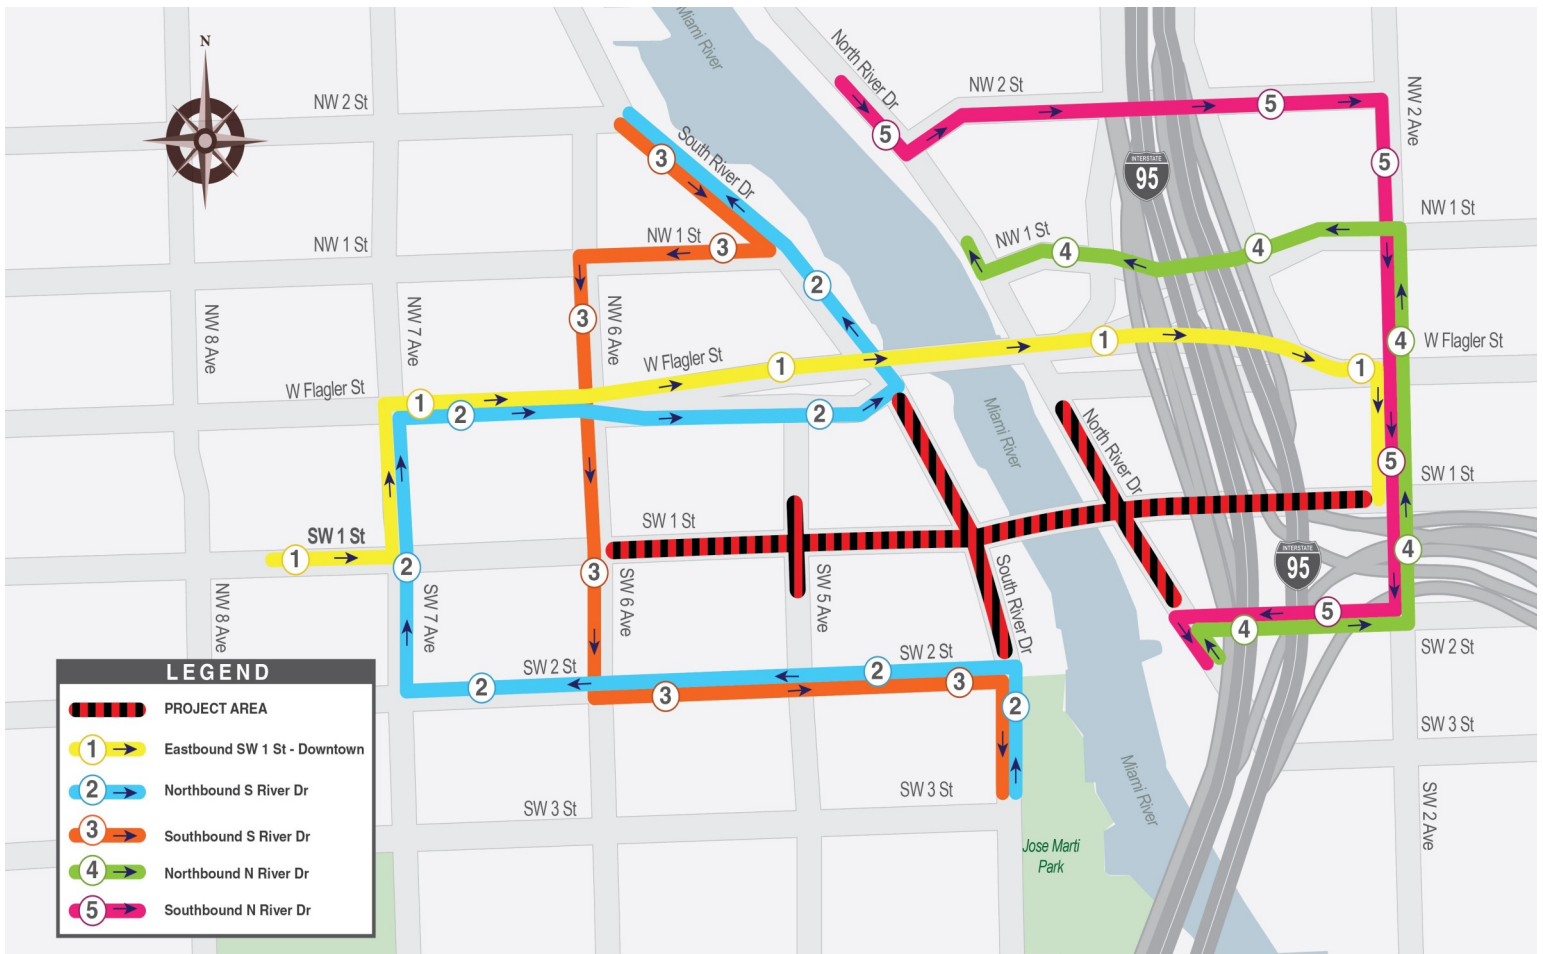 N
Miami River
North River Dr
NW 2 St
NW 2 St
NW 2 Ave
5
5
3
South River Dr
INTERSTATE
95
5
NW 1 St
NW 1 St
NW 1 St
3
NW 1 St
4
4
2
NW 8 Ave
NW 7 Ave
3
NW 6 Ave
W Flagler St
1
1
4
W Flagler St
W Flagler St
1
2
2
1
Miami River
North River Dr
5
SW 1 St
SW 1 St
SW 1 St
1
2
3
4
INTERSTATE
95
NW 8 Ave
SW 7 Ave
SW 6 Ave
SW 5 Ave
South River Dr
5
4
SW 2 St
SW 2 St
SW 2 St
2
2
3
3
2
SW 3 St
SW 3 St
SW 3 St
Miami River
SW 2 Ave
Jose Marti
Park
LEGEND
PROJECT AREA
1 Eastbound SW 1 St - Downtown
2 Northbound S River Dr
3 Southbound S River Dr
4 Northbound N River Dr
5 Southbound N River Dr